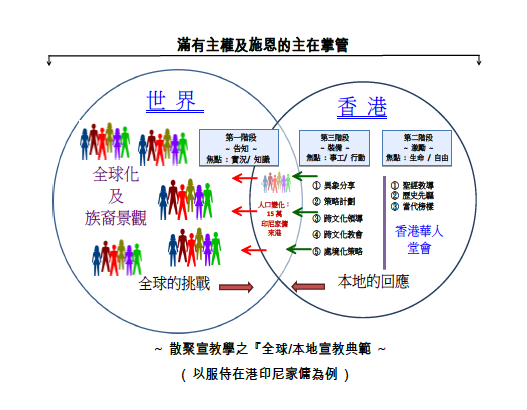 滿有主權及施恩的主在掌管
世 界
香 港
第一階段
~ 告知 ~
焦點：實況/ 知識
第三階段
~ 裝備 ~
焦點：事工/ 行動
第二階段
~ 激勵 ~
焦點：生命 / 自由
全球化
及
族裔景觀
人口變化：
15 萬
印尼家傭
來港
① 異象分享
② 策略計劃
③ 跨文化領導
④ 跨文化教會
⑤ 處境化策略
① 聖經教導
② 歷史先驅
③ 當代榜樣
香港華人
堂會
全球的挑戰
本地的回應
~ 散聚宣教學之『全球/本地宣教典範 ~
( 以服侍在港印尼家傭為例 )